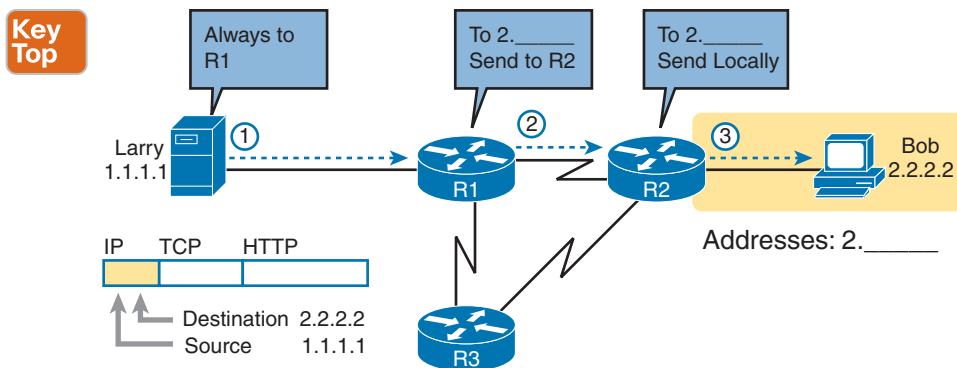 Key
Top
Always to
R1
To 2._____
Send to R2
To 2._____
Send Locally
1
2
3
Larry
1.1.1.1
R1
R2
Bob
2.2.2.2
Addresses: 2._____
IP TCP HTTP
Destination 2.2.2.2
Source 1.1.1.1
R3